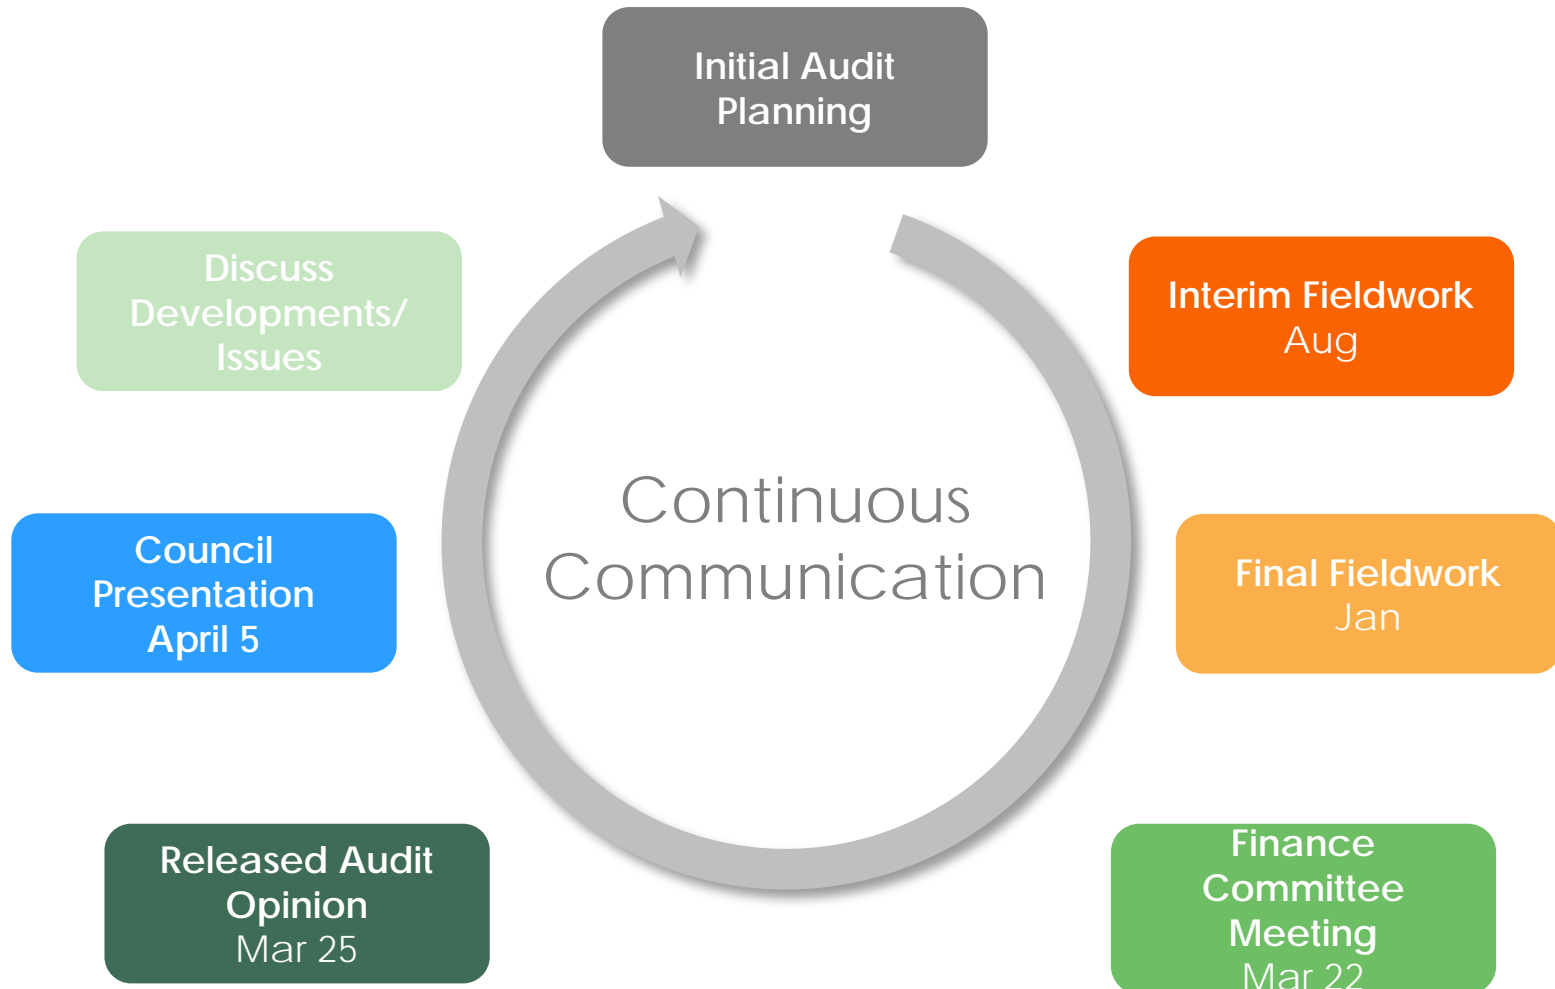 Initial Audit
Planning
Interim Fieldwork
Aug
Final Fieldwork
Jan
Finance
Committee
Meeting
Mar 22
Released Audit
Opinion
Mar 25
Council
Presentation
April 5
Discuss
Developments/
Issues
Continuous
Communication